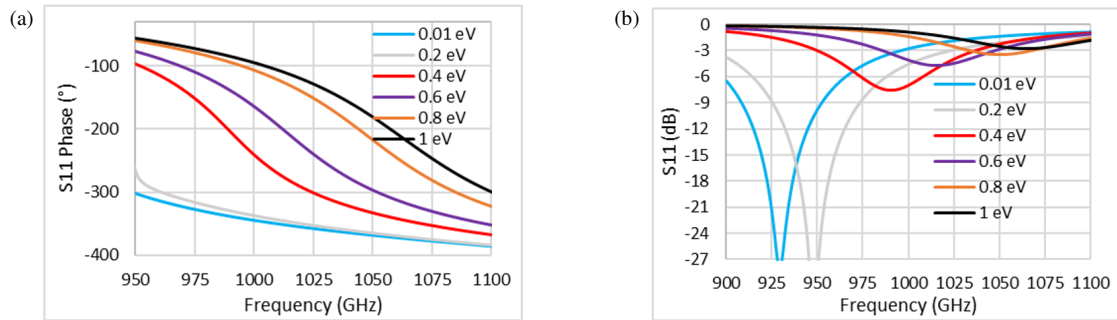 (a)
S11 Phase (°)
-100
-200
-300
-400
950 975 1000 1025 1050 1075 1100
Frequency (GHz)
0.01 eV
0.2 eV
0.4 eV
0.6 eV
0.8 eV
1 eV
(b)
S11 (dB)
0
-3
-6
-9
-12
-15
-18
-21
-24
-27
900 925 950 975 1000 1025 1050 1075 1100
Frequency (GHz)
0.01 eV
0.2 eV
0.4 eV
0.6 eV
0.8 eV
1 eV